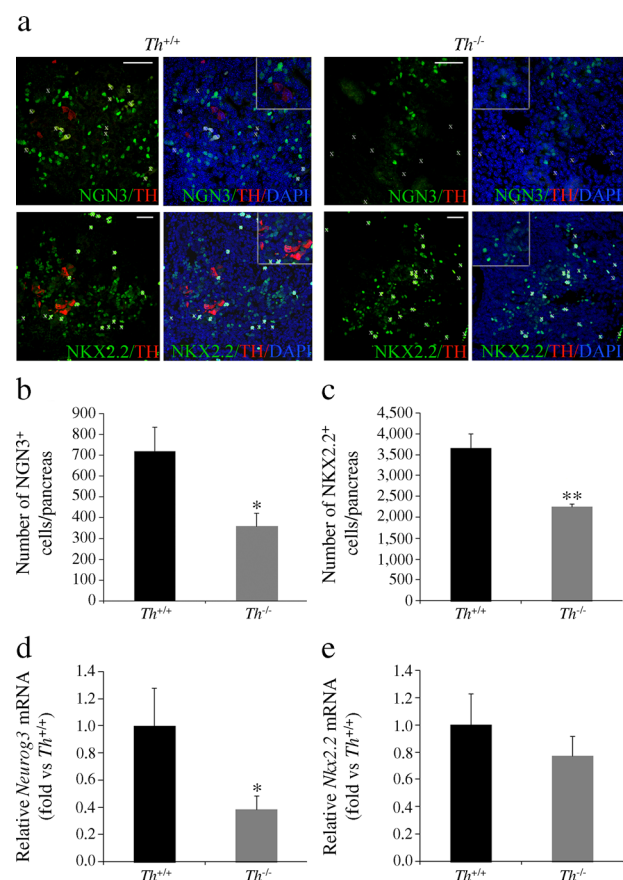 a
Th+/+
Th-/-
NGN3/TH
NGN3/TH/DAPI
NGN3/TH
NGN3/TH/DAPI
NKX2.2/TH
NKX2.2/TH/DAPI
NKX2.2/TH
NKX2.2/TH/DAPI
b
Number of NGN3+
cells/pancreas
900
800
700
600
500
400
300
200
100
0
*
Th+/+
Th-/-
c
Number of NKX2.2+
cells/pancreas
4,500
4,000
3,500
3,000
2,500
2,000
1,500
1,000
500
0
**
Th+/+
Th-/-
d
Relative Neurog3 mRNA
(fold vs Th+/+)
1.4
1.2
1.0
0.8
0.6
0.4
0.2
0.0
*
Th+/+
Th-/-
e
Relative Nkx2.2 mRNA
(fold vs Th+/+)
1.4
1.2
1.0
0.8
0.6
0.4
0.2
0.0
Th+/+
Th-/-